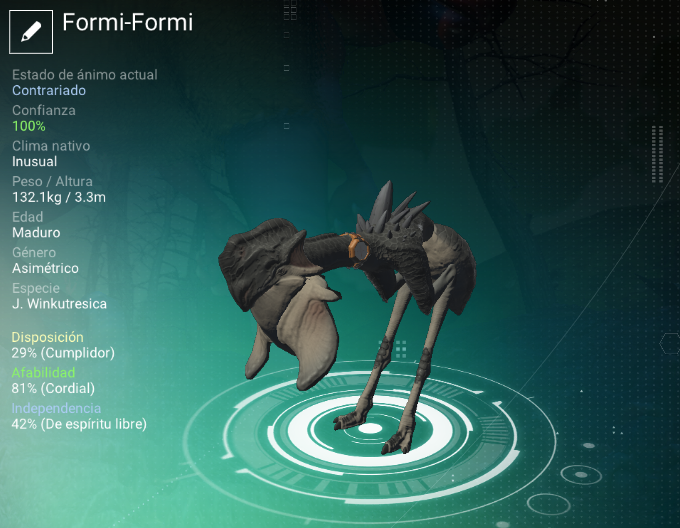 Formi-Formi
Estado de ánimo actual
Contrariado
Confianza
100%
Clima nativo
Inusual
Peso / Altura
132.1kg / 3.3m
Edad
Maduro
Género
Asimétrico
Especie
J. Winkutresica
Disposición
29% (Cumplidor)
Afabilidad
81% (Cordial)
Independencia
42% (De espíritu libre)